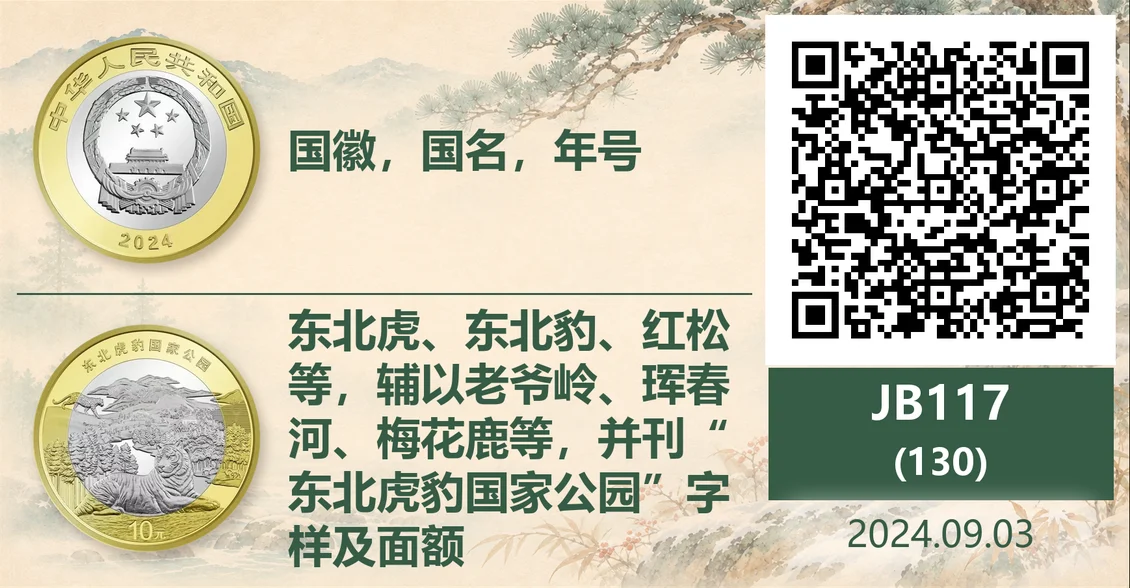 中华人民共和国
2024
国徽，国名，年号
东北虎豹国家公园
10元
东北虎、东北豹、红松
等，辅以老爷岭、珲春
河、梅花鹿等，并刊“
东北虎豹国家公园”字
样及面额
JB117
(130)
2024.09.03